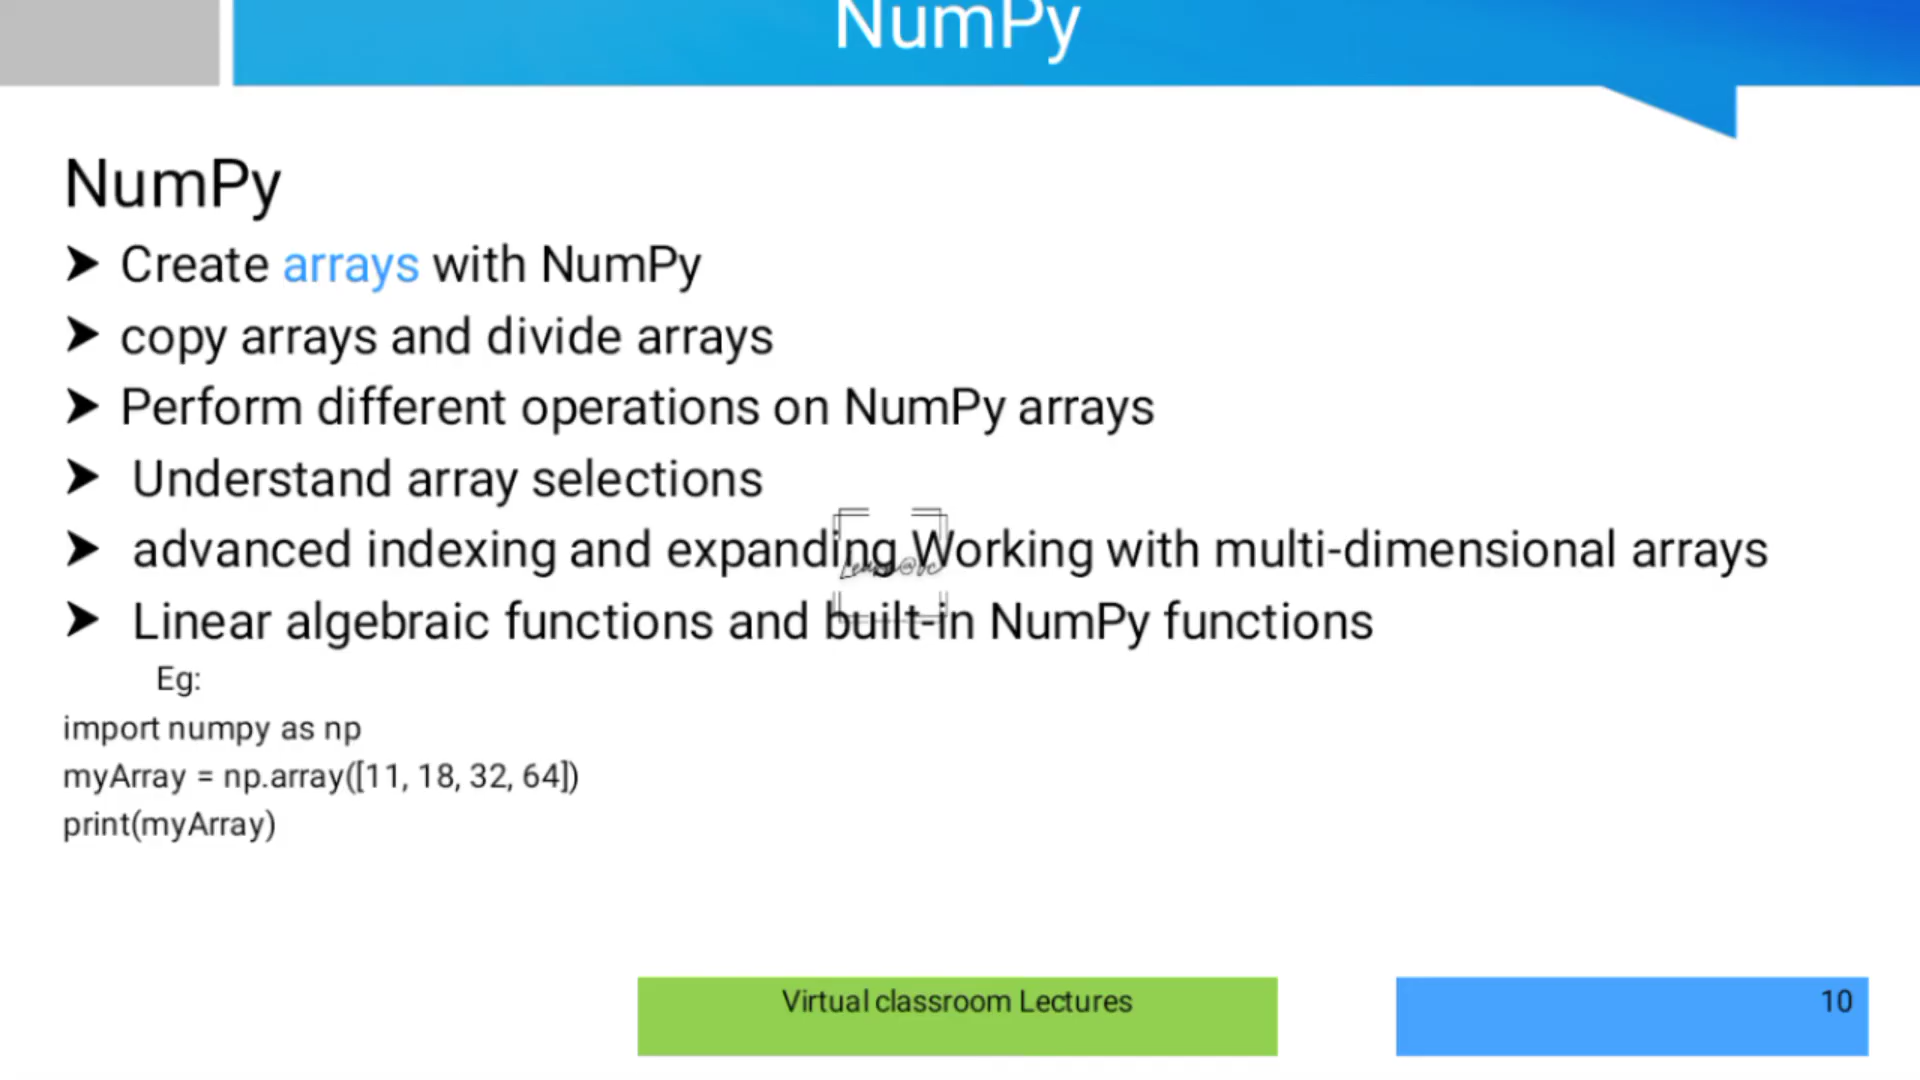 NumPy
NumPy
➤ Create arrays with NumPy
➤ copy arrays and divide arrays
➤ Perform different operations on NumPy arrays
➤ Understand array selections
➤ advanced indexing and expanding Working with multi-dimensional arrays
➤ Linear algebraic functions and built-in NumPy functions
Eg:
import numpy as np
myArray = np.array([11, 18, 32, 64])
print(myArray)
Virtual classroom Lectures
10